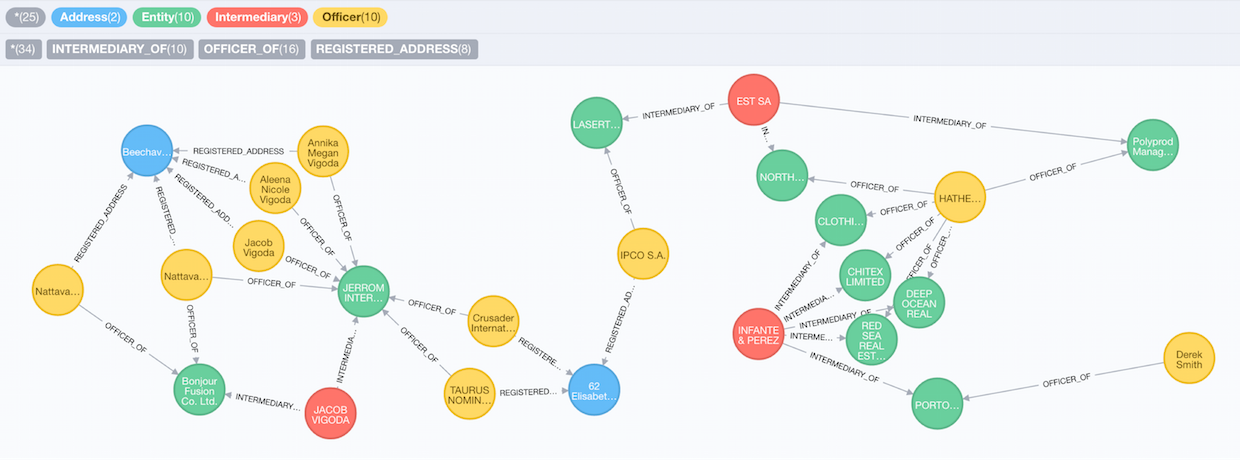 *(25) Address(2) Entity(10) Intermediary(3) Officer(10)
*(34) INTERMEDIARY_OF(10) OFFICER_OF(16) REGISTERED_ADDRESS(8)
Beechav...
REGISTERED_ADDRESS
Annika
Megan
Vigoda
REGISTERED_A...
Aleena
Nicole
Vigoda
REGISTERED_ADD...
REGISTERED_ADDRESS
REGISTERED...
OFFICER_OF
OFFICER_OF
Jacob
Vigoda
OFFICER_OF
Nattava...
Nattava...
OFFICER_OF
JERROM
INTER...
OFFICER_OF
OFFICER_OF
Bonjour
Fusion
Co. Ltd.
INTERMEDIARY...
JACOB
VIGODA
INTERMEDIA...
OFFICER_OF
Crusader
Internat...
OFFICER_OF
REGISTERE...
TAURUS
NOMIN...
REGISTERED...
62
Elisabet...
REGISTERED_AD...
IPCO S.A.
OFFICER_OF
LASERT...
INTERMEDIARY_OF
EST SA
INTERMEDIARY_OF
IN...
Polyprod
Manag...
NORTH...
OFFICER_OF
OFFICER_OF
HATHE...
OFFICER_OF
CLOTHI...
OFFICER_OF
OFFICER...
FICER_OF
INTERMEDIARY_OF
CHITEX
LIMITED
INTERMEDIA...
DEEP
OCEAN
REAL
INTERMEDIARY_OF
INFANTE
& PEREZ
INTERME...
RED
SEA
REAL
EST...
INTERMEDIARY_OF
PORTO...
OFFICER_OF
Derek
Smith